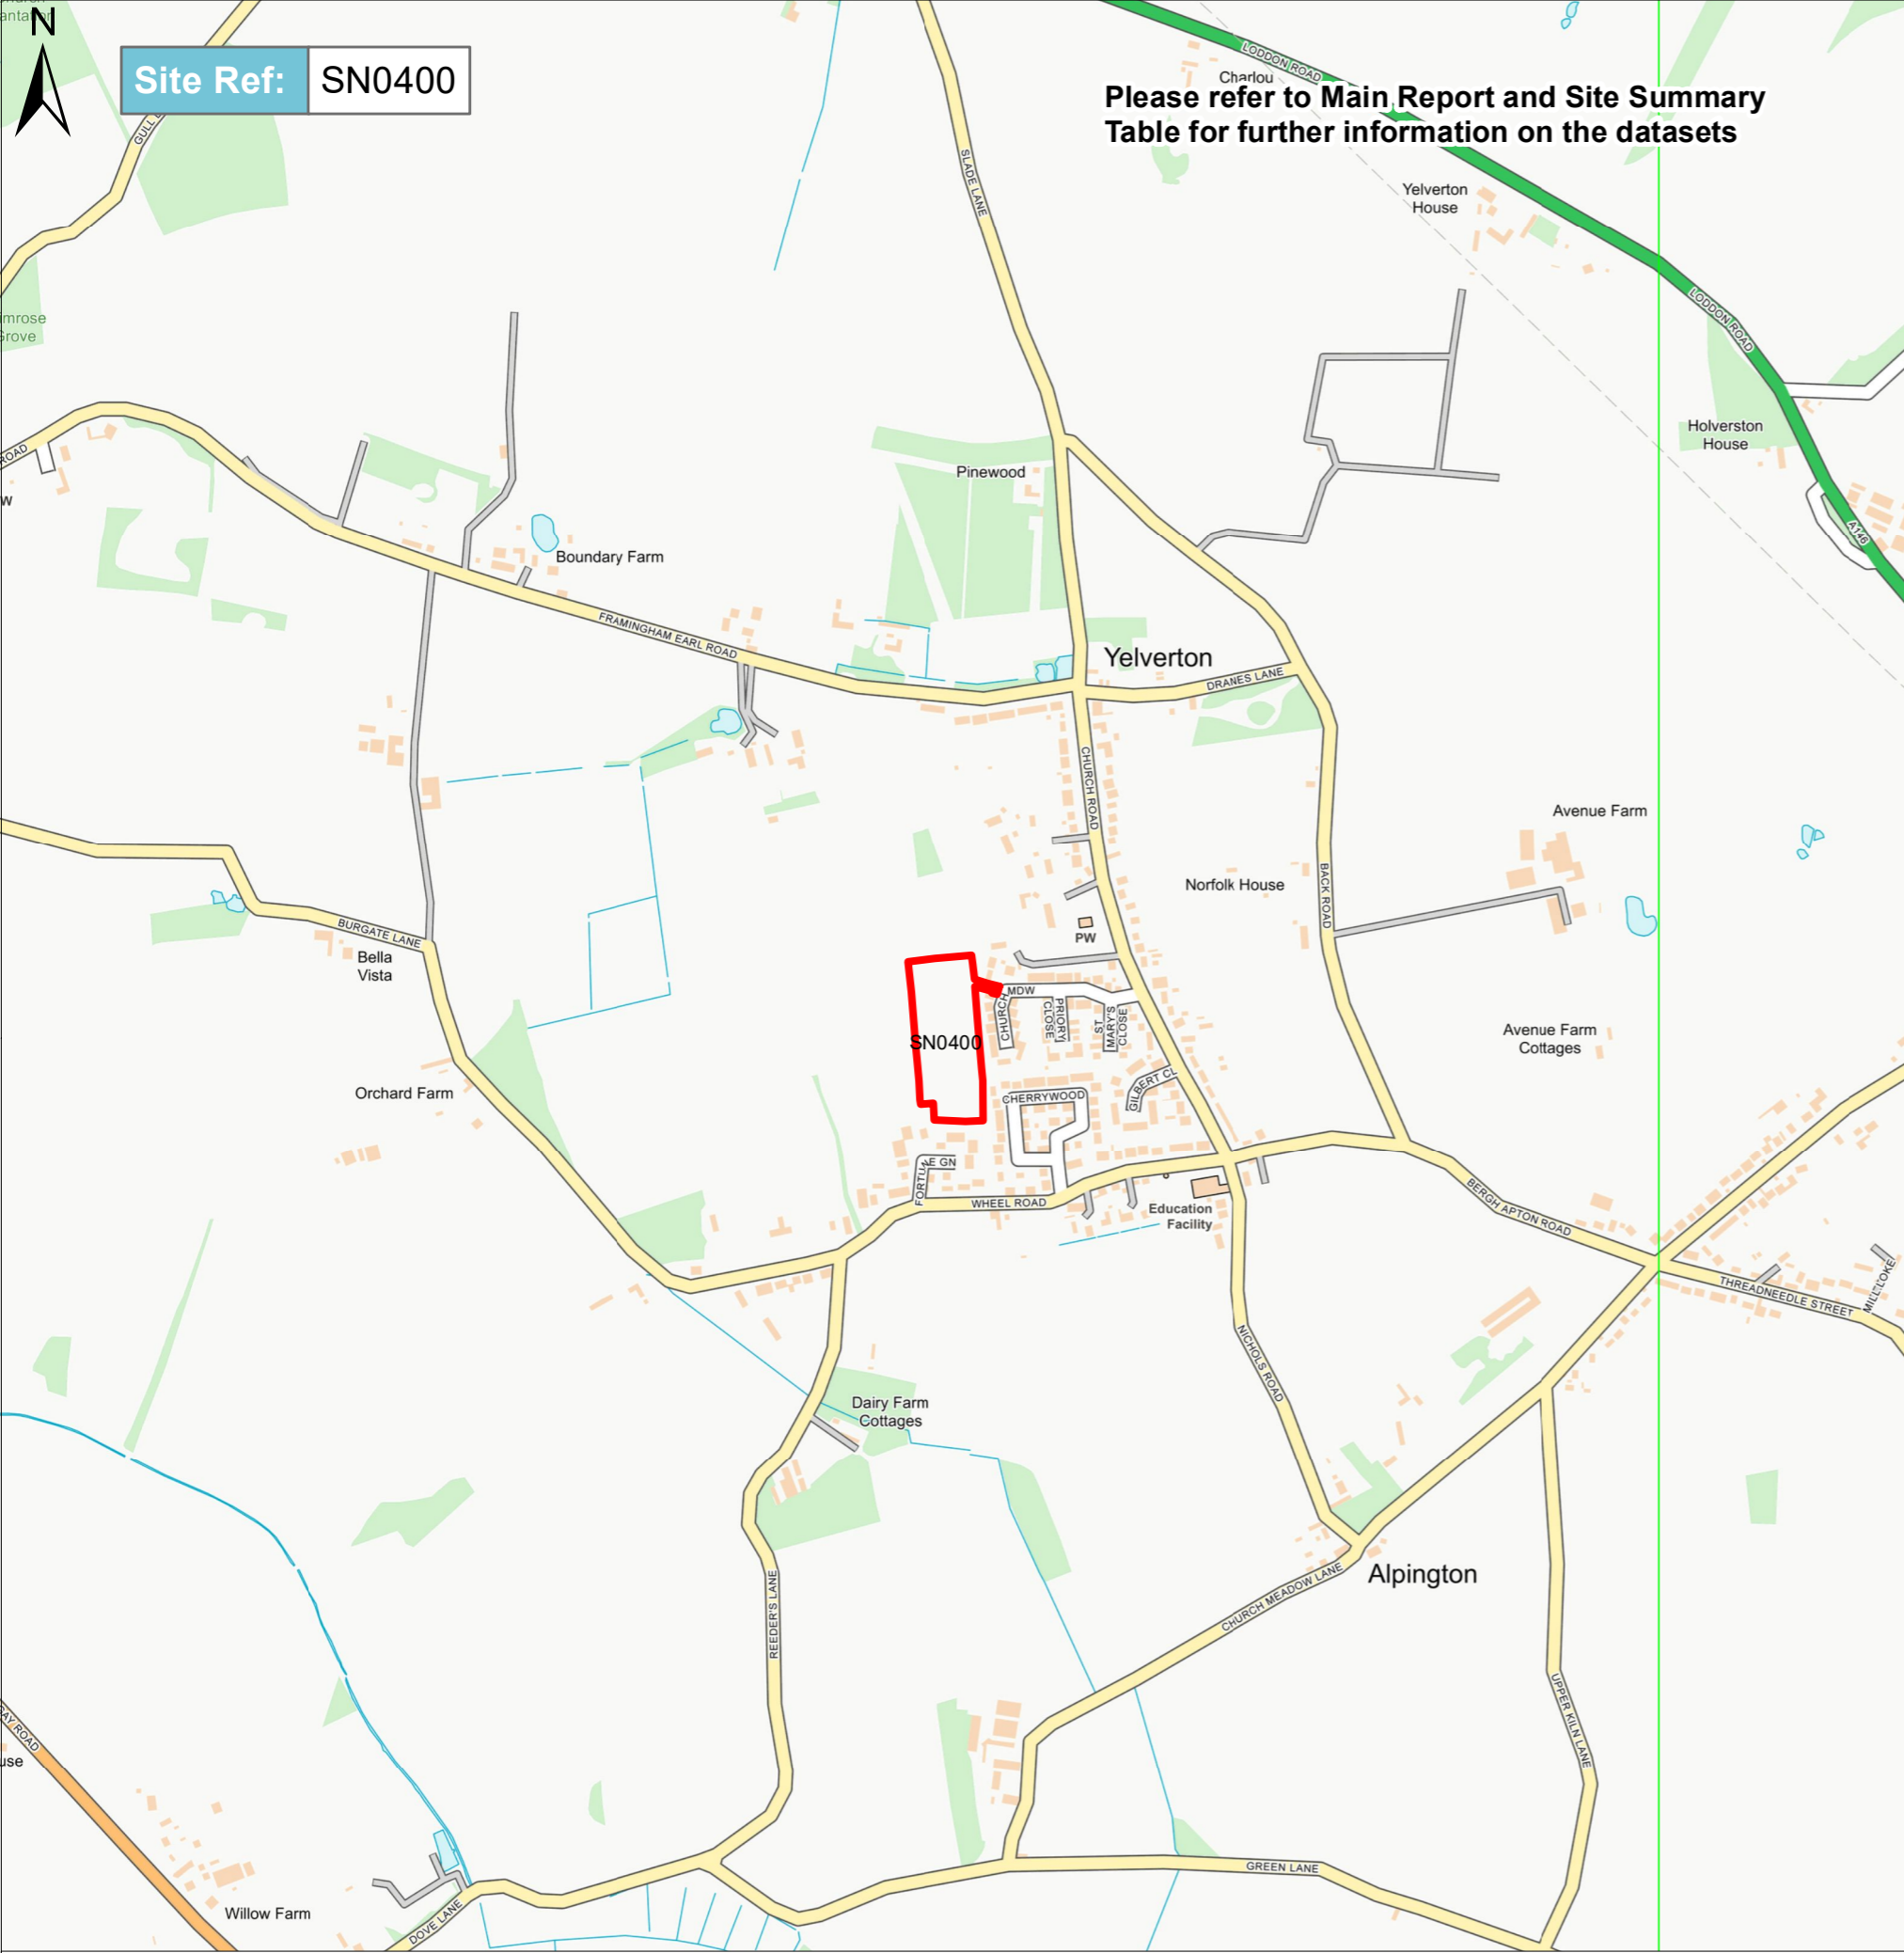 N
Site Ref: SN0400
Please refer to Main Report and Site Summary
Table for further information on the datasets
LODDON ROAD
Charlou
SLADE LANE
Yelverton
House
LODDON ROAD
Holverston
House
A146
ROAD
Pinewood
Boundary Farm
FRAMINGHAM EARL ROAD
Yelverton
DRANES LANE
CHURCH ROAD
Avenue Farm
Norfolk House
BACK ROAD
BURGATE LANE
Bella
Vista
PW
CHURCH
MDW
PRIORY
CLOSE
ST
MARY'S
CLOSE
SN0400
Avenue Farm
Cottages
Orchard Farm
CHERRYWOOD
GILBERT CL
E GN
WHEEL ROAD
Education
Facility
BERGH APTON ROAD
THREADNEEDLE STREET
MILL LOKE
NICHOLS ROAD
Dairy Farm
Cottages
REEDER'S LANE
Alpington
CHURCH MEADOW LANE
UPPER KILN LANE
GREEN LANE
Willow Farm
DOVE LANE